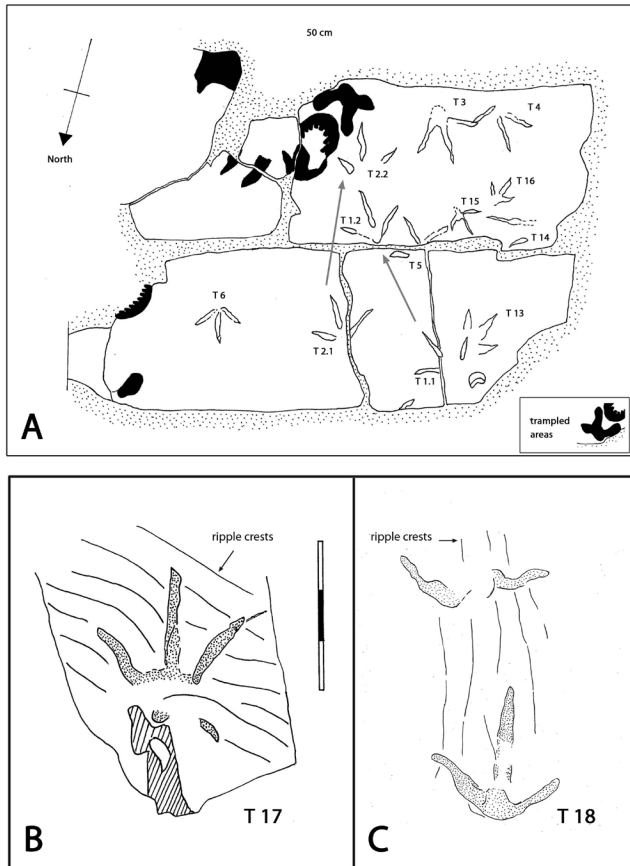 50 cm
North
T 3
T 4
T 2.2
T 16
T 1.2
T 15
T 14
T 5
T 6
T 13
T 2.1
T 1.1
A
trampled
areas
ripple crests
B
T 17
ripple crests
C
T 18